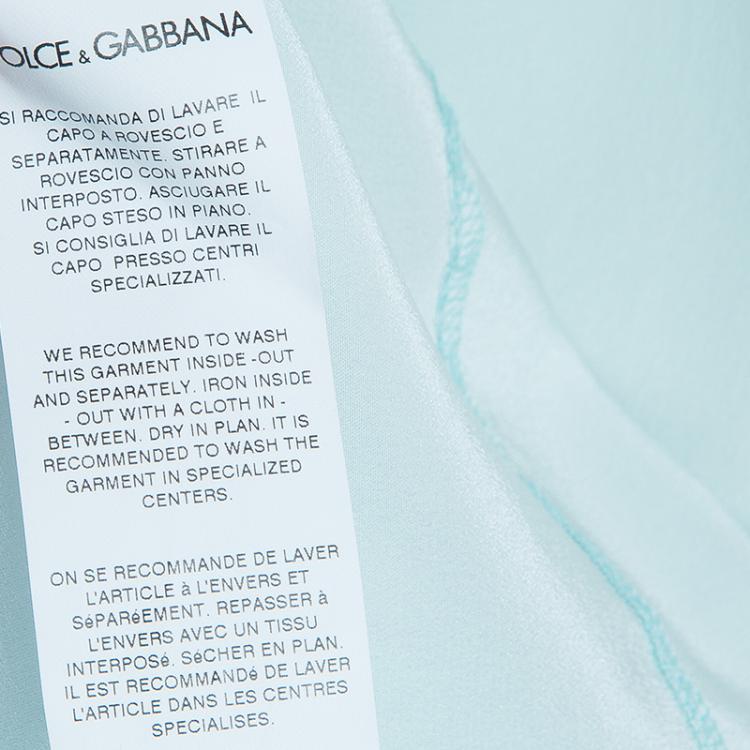 DOLCE & GABBANA
SI RACCOMANDA DI LAVARE IL
CAPO A ROVESCIO E
SEPARATAMENTE. STIRARE A
ROVESCIO CON PANNO
INTERPOSTO. ASCIUGARE IL
CAPO STESO IN PIANO.
SI CONSIGLIA DI LAVARE IL
CAPO PRESSO CENTRI
SPECIALIZZATI.
WE RECOMMEND TO WASH
THIS GARMENT INSIDE -OUT
AND SEPARATELY. IRON INSIDE
- OUT WITH A CLOTH IN -
BETWEEN. DRY IN PLAN. IT IS
RECOMMENDED TO WASH THE
GARMENT IN SPECIALIZED
CENTERS.
ON SE RECOMMANDE DE LAVER
L'ARTICLE à L'ENVERS ET
SéPARéEMENT. REPASSER à
L'ENVERS AVEC UN TISSU
INTERPOSé. SéCHER EN PLAN.
IL EST RECOMMANDé DE LAVER
L'ARTICLE DANS LES CENTRES
SPECIALISES.